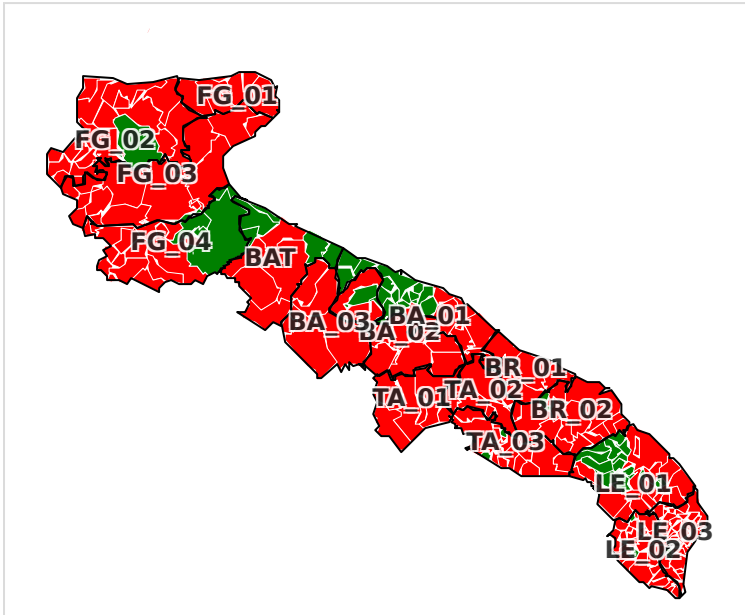 FG_01
FG_02
FG_03
FG_04
BAT
BA_01
BA_03
BA_02
BR_01
TA_02
TA_01
BR_02
TA_03
LE_01
LE_03
LE_02